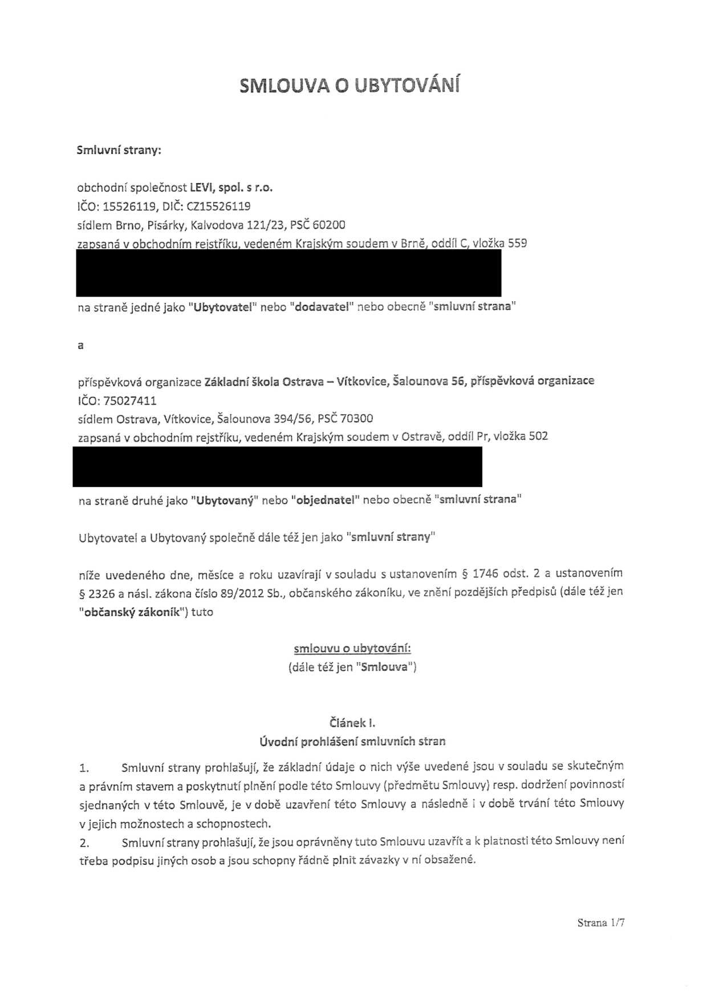 SMLOUVA O UBYTOVÁNÍ
Smluvní strany:
obchodní společnost LEVI, spol. s r.o.
IČO: 15526119, DIČ: CZ15526119
sídlem Brno, Pisárky, Kalvodova 121/23, PSČ 60200
zapsaná v obchodním rejstříku, vedeném Krajským soudem v Brně, oddíl C, vložka 559
na straně jedné jako "Ubytovatel" nebo "dodavatel" nebo obecně "smluvní strana"
a
příspěvková organizace Základní škola Ostrava – Vítkovice, Šalounova 56, příspěvková organizace
IČO: 75027411
sídlem Ostrava, Vítkovice, Šalounova 394/56, PSČ 70300
zapsaná v obchodním rejstříku, vedeném Krajským soudem v Ostravě, oddíl Pr, vložka 502
na straně druhé jako "Ubytovaný" nebo "objednatel" nebo obecně "smluvní strana"
Ubytovatel a Ubytovaný společně dále též jen jako "smluvní strany"
níže uvedeného dne, měsíce a roku uzavírají v souladu s ustanovením § 1746 odst. 2 a ustanovením
§ 2326 a násl. zákona číslo 89/2012 Sb., občanského zákoníku, ve znění pozdějších předpisů (dále též jen
"občanský zákoník") tuto
smlouvu o ubytování:
(dále též jen "Smlouva")
Článek I.
Úvodní prohlášení smluvních stran
1. Smluvní strany prohlašují, že základní údaje o nich výše uvedené jsou v souladu se skutečným
a právním stavem a poskytnutí plnění podle této Smlouvy (předmětu Smlouvy) resp. dodržení povinností
sjednaných v této Smlouvě, je v době uzavření této Smlouvy a následně i v době trvání této Smlouvy
v jejich možnostech a schopnostech.
2. Smluvní strany prohlašují, že jsou oprávněny tuto Smlouvu uzavřít a k platnosti této Smlouvy není
třeba podpisu jiných osob a jsou schopny řádně plnit závazky v ní obsažené.
Strana 1/7